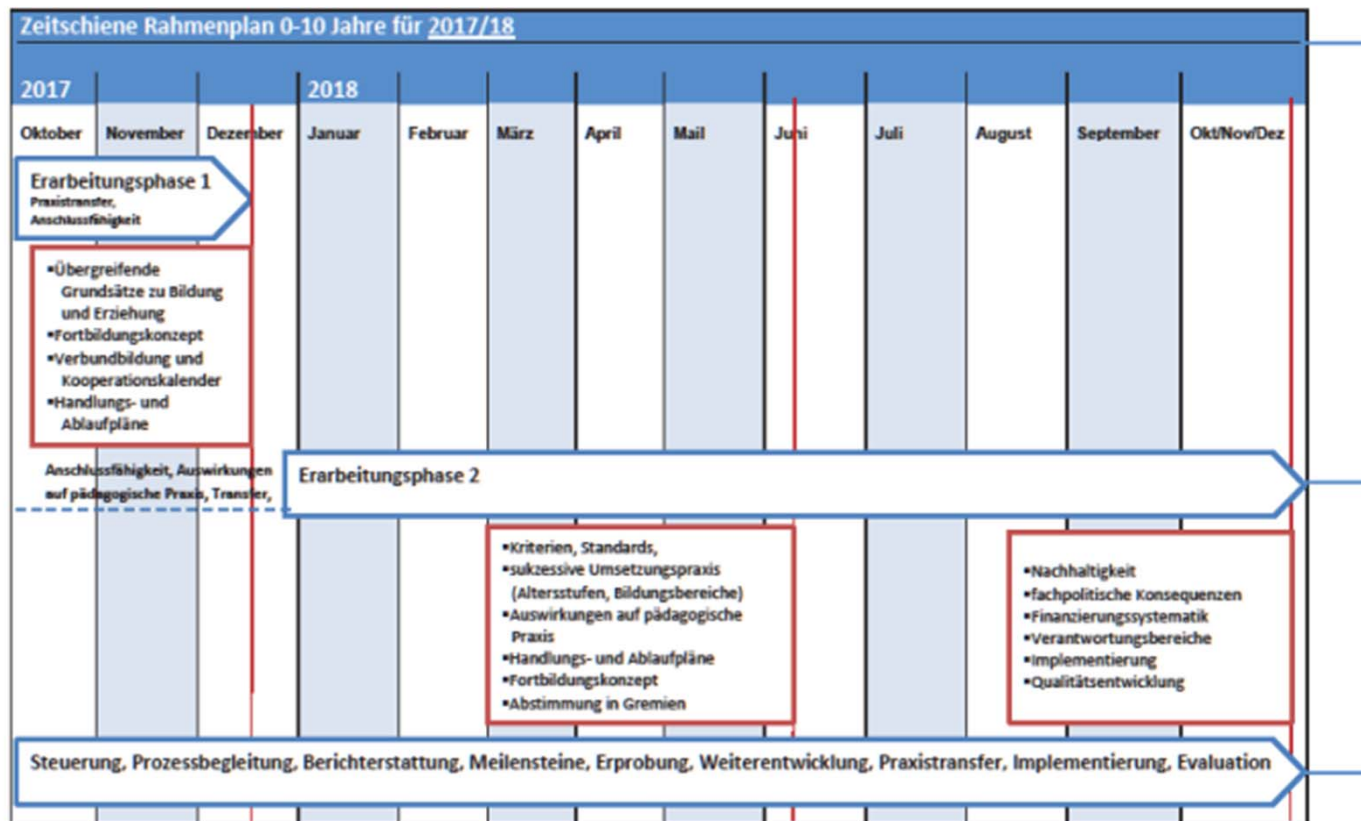 Zeitschiene Rahmenplan 0-10 Jahre für 2017/18
2017 2018
Oktober November Dezember Januar Februar März April Mail Juni Juli August September Okt/Nov/Dez
Erarbeitungsphase 1
Praxistransfer,
Anschlussfähigkeit
▪Übergreifende
Grundsätze zu Bildung
und Erziehung
▪Fortbildungskonzept
▪Verbundbildung und
Kooperationskalender
▪Handlungs- und
Ablaufpläne
Anschlussfähigkeit, Auswirkungen
auf pädagogische Praxis, Transfer,
Erarbeitungsphase 2
▪Kriterien, Standards,
▪sukzessive Umsetzungspraxis
(Altersstufen, Bildungsbereiche)
▪Auswirkungen auf pädagogische
Praxis
▪Handlungs- und Ablaufpläne
▪Fortbildungskonzept
▪Abstimmung in Gremien
▪Nachhaltigkeit
▪fachpolitische Konsequenzen
▪Finanzierungssystematik
▪Verantwortungsbereiche
▪Implementierung
▪Qualitätsentwicklung
Steuerung, Prozessbegleitung, Berichterstattung, Meilensteine, Erprobung, Weiterentwicklung, Praxistransfer, Implementierung, Evaluation